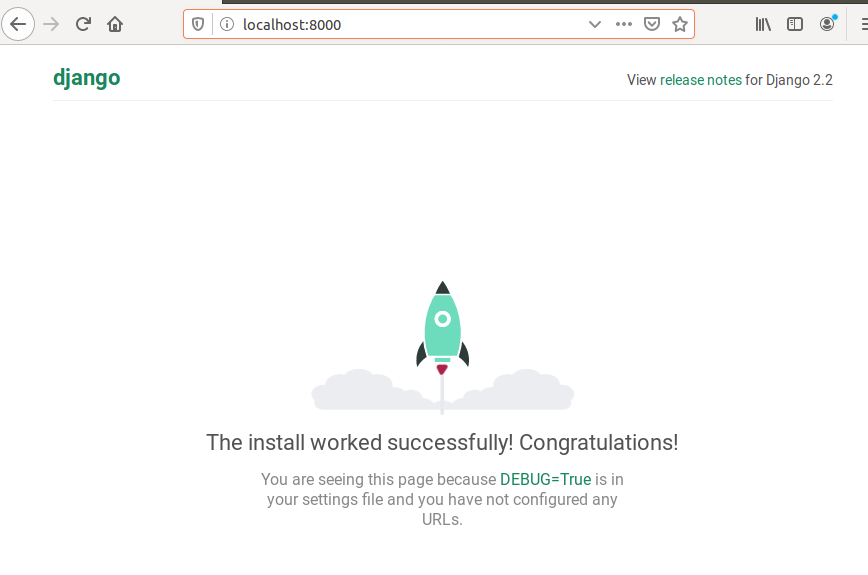 localhost:8000
django
View release notes for Django 2.2
The install worked successfully! Congratulations!
You are seeing this page because DEBUG=True is in
your settings file and you have not configured any
URLs.